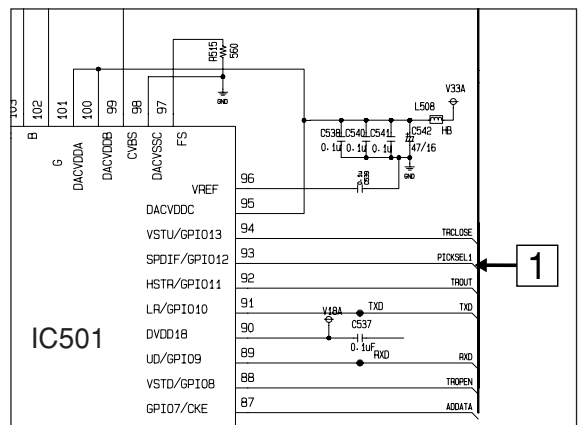 R515
560
GND
103
102
101
100
99
98
97
B
G
DACVDDA
DACVDDB
CVBS
DACVSSC
FS
V33A
L508
HB
C538
C540
C541
C542
0.1u
0.1u
0.1u
47/16
GND
VREF
96
DACVDDC
95
VSTU/GPIO13
94
TRCLOSE
SPDIF/GPIO12
93
PICKSEL1
1
HSTR/GPIO11
92
TROUT
LR/GPIO10
91
TXD
TXD
IC501
DVDD18
90
V18A
C537
0.1uF
UD/GPIO9
89
RXD
RXD
VSTD/GPIO8
88
TROPEN
GPIO7/CKE
87
ADDATA